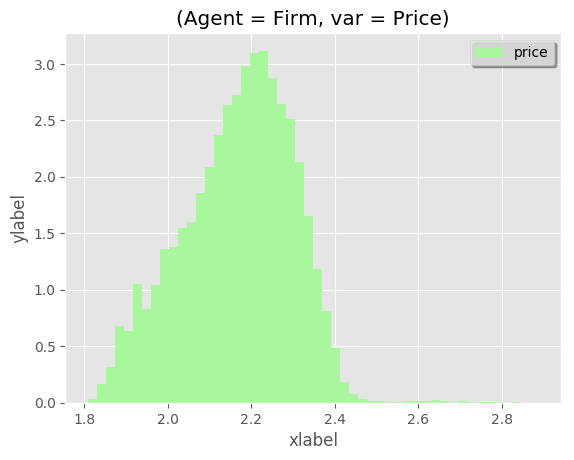 (Agent = Firm, var = Price)
price
ylabel
3.0
2.5
2.0
1.5
1.0
0.5
0.0
1.8 2.0 2.2 2.4 2.6 2.8
xlabel